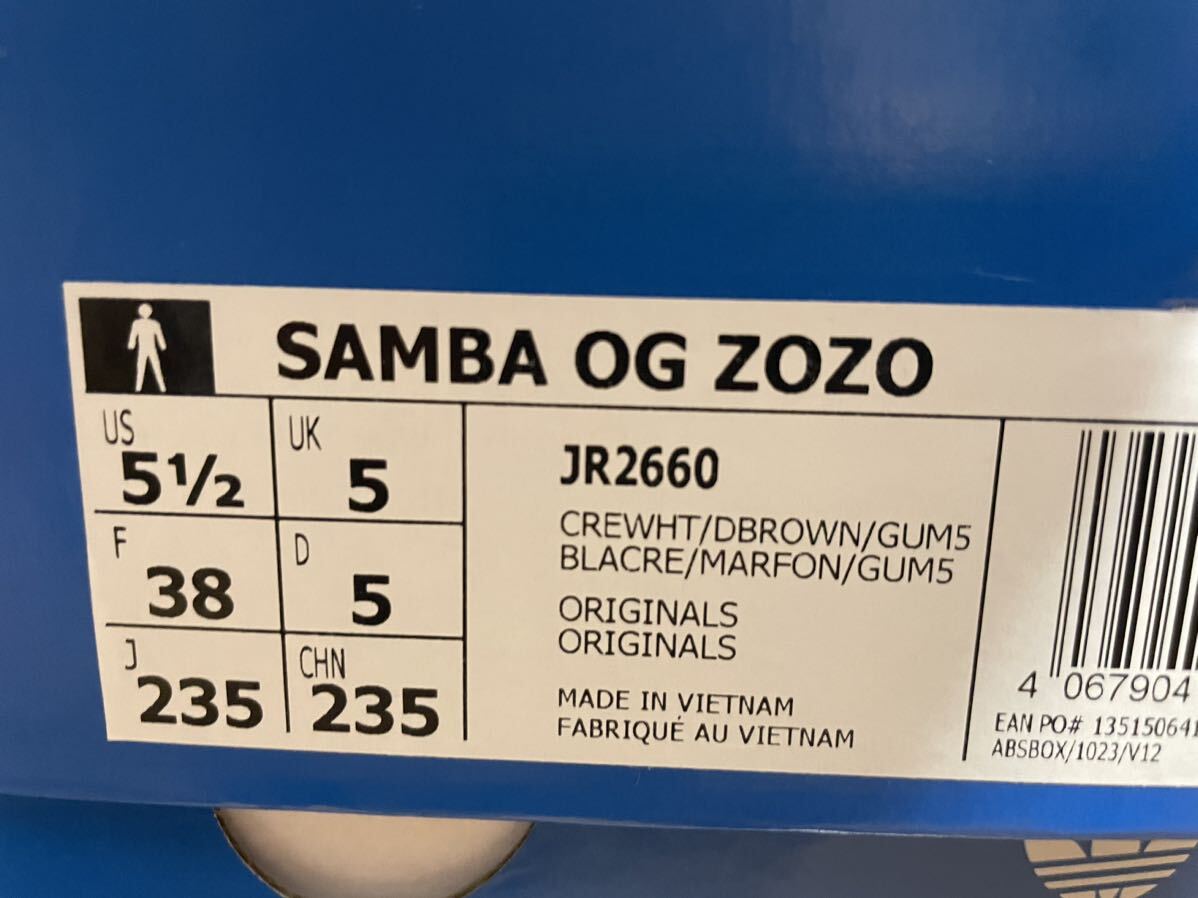 SAMBA OG ZOZO
US 5½
UK 5
F 38
D 5
J 235
CHN 235
JR2660
CREWHT/DBROWN/GUM5
BLACRE/MARFON/GUM5
ORIGINALS
ORIGINALS
MADE IN VIETNAM
FABRIQUÉ AU VIETNAM
4 067904
EAN PO# 135150641
ABSBOX/1023/V12